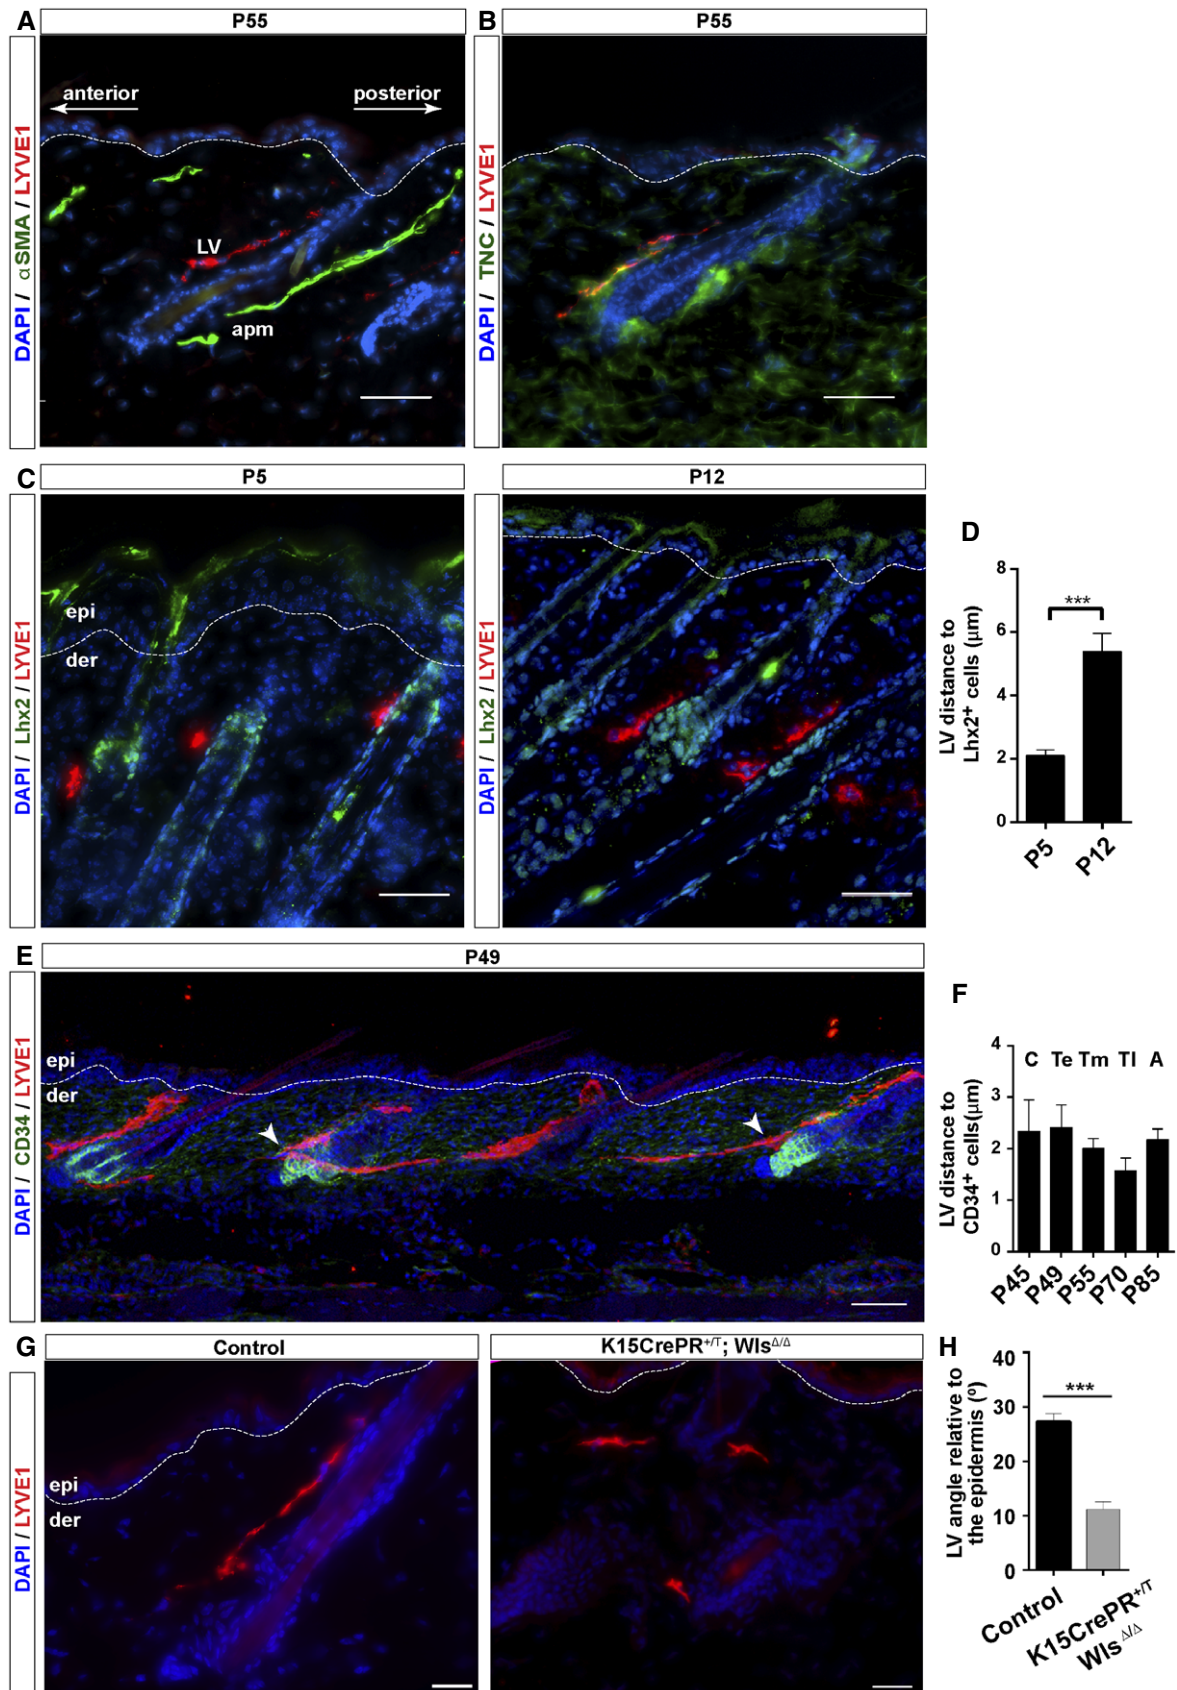 A
P55
DAPI / αSMA / LYVE1
anterior
posterior
LV
apm
B
P55
DAPI / TNC / LYVE1
C
P5
DAPI / Lhx2 / LYVE1
epi
der
P12
DAPI / Lhx2 / LYVE1
D
LV distance to
Lhx2⁺ cells (μm)
8
6
4
2
0
***
P5
P12
E
P49
DAPI / CD34 / LYVE1
epi
der
F
LV distance to
CD34⁺ cells(μm)
4
3
2
1
0
C Te Tm Tl A
P45
P49
P55
P70
P85
G
Control
DAPI / LYVE1
epi
der
K15CrePR⁺/ᵀ; Wls^Δ/Δ
H
LV angle relative to
the epidermis (º)
40
30
20
10
0
***
Control
K15CrePR⁺/ᵀ
Wls^Δ/Δ